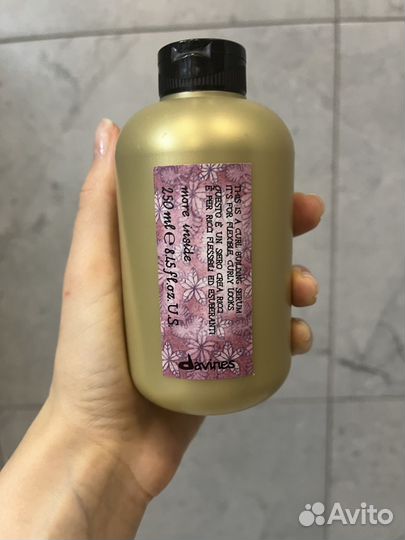 THIS IS A CURL BUILDING SERUM
IT'S FOR FLEXIBLE, CURLY LOOKS
QUESTO È UN SIERO CREA RICCI
È PER RICCI FLESSIBILI ED ESUBERANTI
more inside
250 ml e 8.45 fl.oz. U.S.
davines
Avito